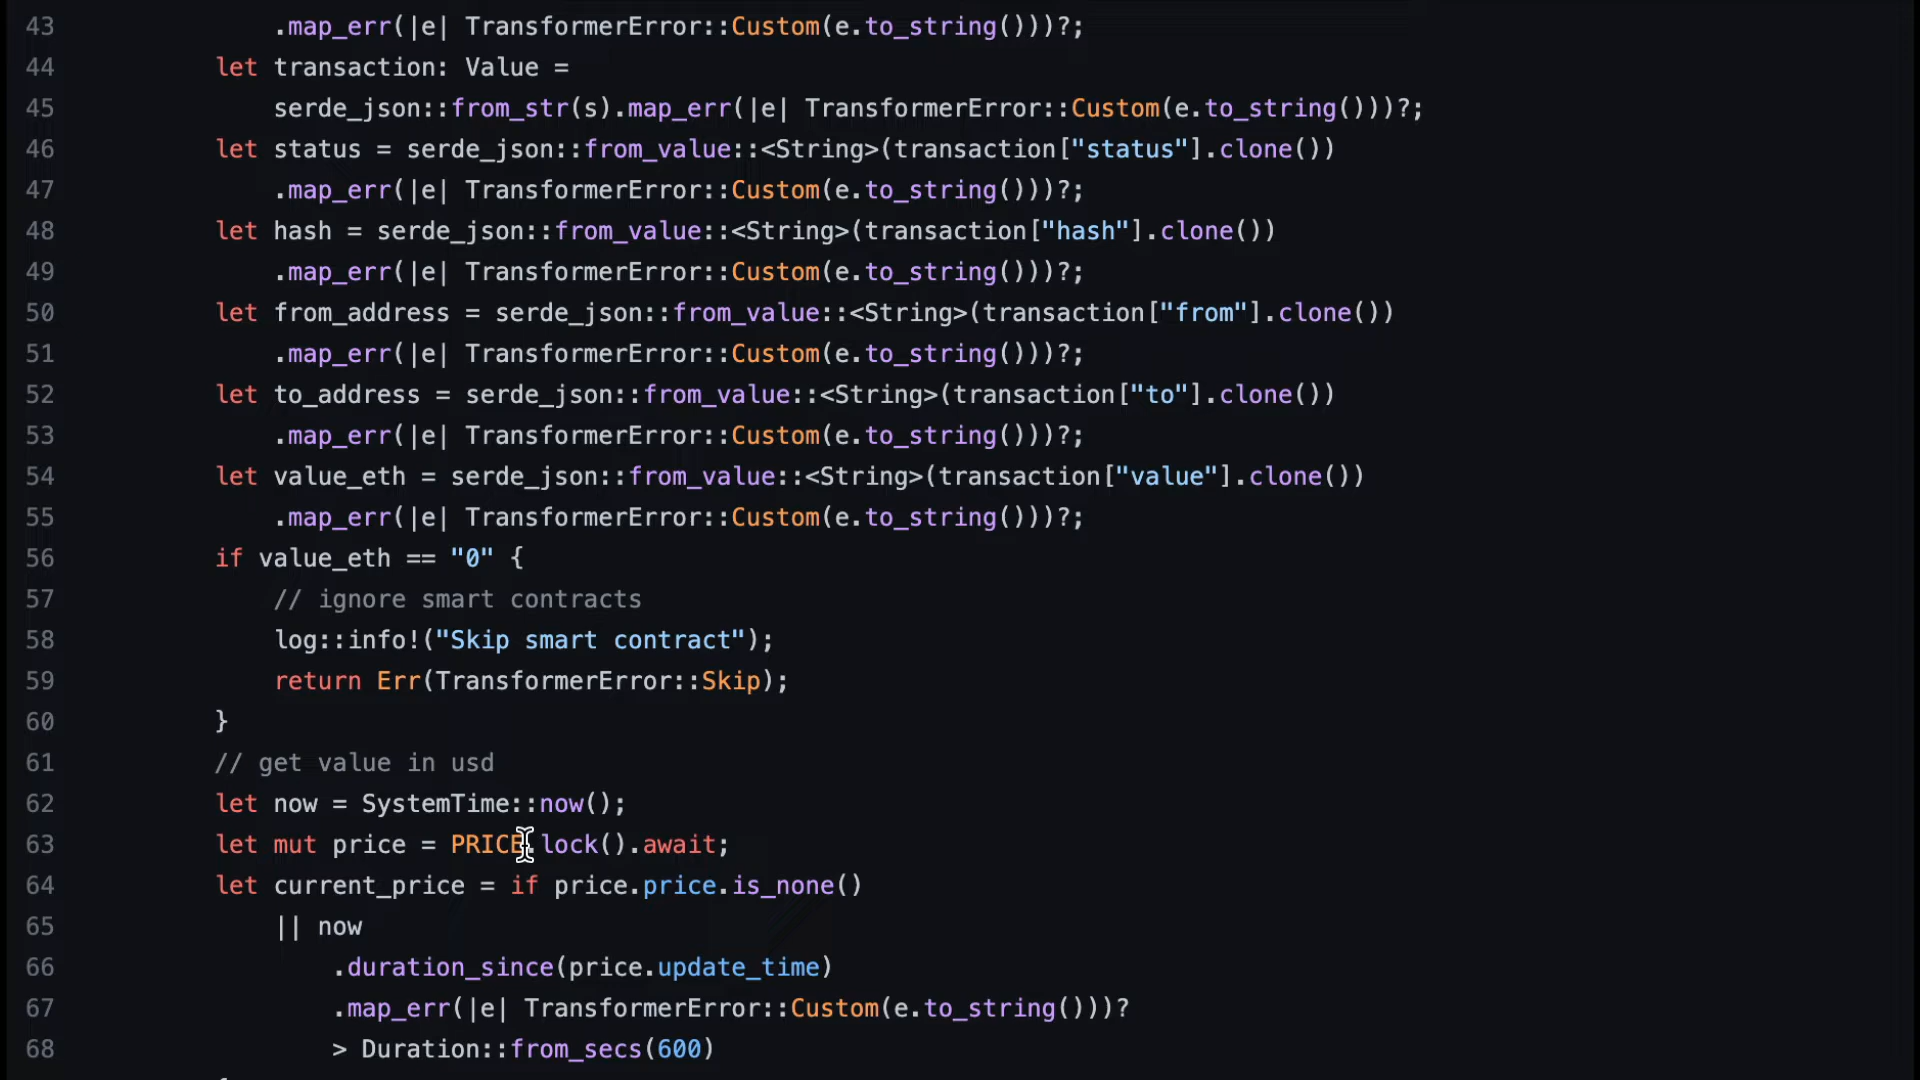 43 .map_err(|e| TransformerError::Custom(e.to_string()))?;
44 let transaction: Value =
45 serde_json::from_str(s).map_err(|e| TransformerError::Custom(e.to_string()))?;
46 let status = serde_json::from_value::<String>(transaction["status"].clone())
47 .map_err(|e| TransformerError::Custom(e.to_string()))?;
48 let hash = serde_json::from_value::<String>(transaction["hash"].clone())
49 .map_err(|e| TransformerError::Custom(e.to_string()))?;
50 let from_address = serde_json::from_value::<String>(transaction["from"].clone())
51 .map_err(|e| TransformerError::Custom(e.to_string()))?;
52 let to_address = serde_json::from_value::<String>(transaction["to"].clone())
53 .map_err(|e| TransformerError::Custom(e.to_string()))?;
54 let value_eth = serde_json::from_value::<String>(transaction["value"].clone())
55 .map_err(|e| TransformerError::Custom(e.to_string()))?;
56 if value_eth == "0" {
57 // ignore smart contracts
58 log::info!("Skip smart contract");
59 return Err(TransformerError::Skip);
60 }
61 // get value in usd
62 let now = SystemTime::now();
63 let mut price = PRICE.lock().await;
64 let current_price = if price.price.is_none()
65 || now
66 .duration_since(price.update_time)
67 .map_err(|e| TransformerError::Custom(e.to_string()))?
68 > Duration::from_secs(600)